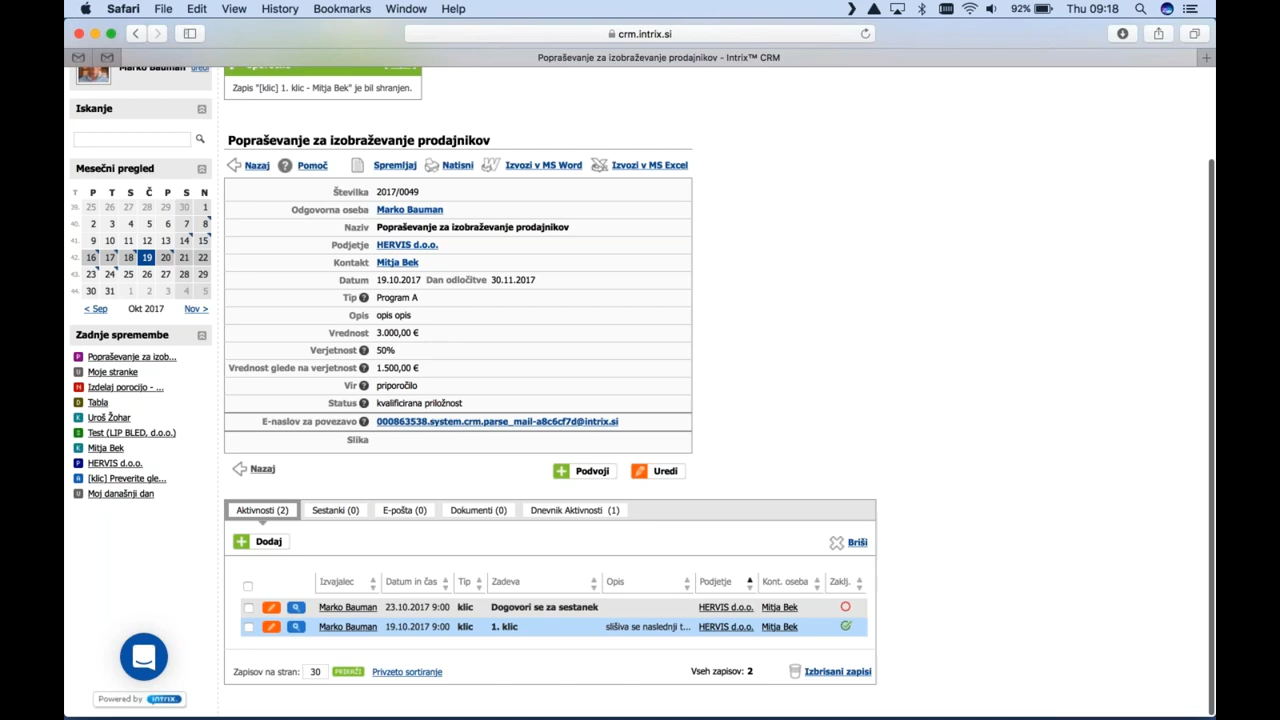 Safari File Edit View History Bookmarks Window Help 92% Thu 09:18
crm.intrix.si
Popraševanje za izobraževanje prodajnikov - Intrix™ CRM
Marko Bauman uredi
Zapis "[klic] 1. klic - Mitja Bek" je bil shranjen.
Iskanje
Popraševanje za izobraževanje prodajnikov
Nazaj Pomoč Spremljaj Natisni Izvozi v MS Word Izvozi v MS Excel
Mesečni pregled
T P T S Č P S N
39. 25 26 27 28 29 30 1
40. 2 3 4 5 6 7 8
41. 9 10 11 12 13 14 15
42. 16 17 18 19 20 21 22
43. 23 24 25 26 27 28 29
44. 30 31 1 2 3 4 5
< Sep Okt 2017 Nov >
Zadnje spremembe
P Popraševanje za izob...
U Moje stranke
N Izdelaj porocijo - ...
D Tabla
K Uroš Žohar
P Test (LIP BLED, d.o.o.)
K Mitja Bek
P HERVIS d.o.o.
A [klic] Preverite gle...
U Moj današnji dan
Številka 2017/0049
Odgovorna oseba Marko Bauman
Naziv Popraševanje za izobraževanje prodajnikov
Podjetje HERVIS d.o.o.
Kontakt Mitja Bek
Datum 19.10.2017 Dan odločitve 30.11.2017
Tip ? Program A
Opis opis opis
Vrednost 3.000,00 €
Verjetnost ? 50%
Vrednost glede na verjetnost ? 1.500,00 €
Vir ? priporočilo
Status ? kvalificirana priložnost
E-naslov za povezavo ? 000863538.system.crm.parse_mail-a8c6cf7d@intrix.si
Slika
Nazaj Podvoji Uredi
Aktivnosti (2) Sestanki (0) E-pošta (0) Dokumenti (0) Dnevnik Aktivnosti (1)
Dodaj Briši
Izvajalec Datum in čas Tip Zadeva Opis Podjetje Kont. oseba Zaklj.
Marko Bauman 23.10.2017 9:00 klic Dogovori se za sestanek HERVIS d.o.o. Mitja Bek
Marko Bauman 19.10.2017 9:00 klic 1. klic slišiva se naslednji t... HERVIS d.o.o. Mitja Bek
Zapisov na stran: 30 PRIKAŽI Privzeto sortiranje Vseh zapisov: 2 Izbrisani zapisi
Powered by intrix.